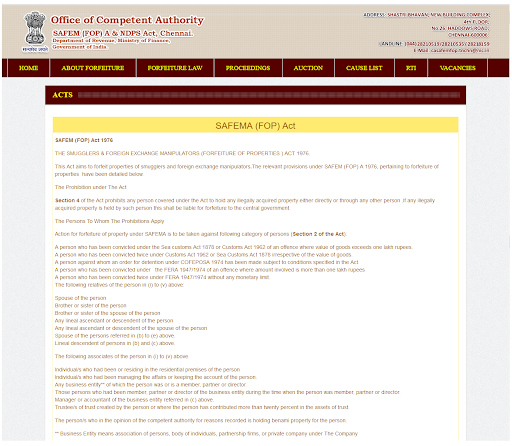 Office of Competent Authority
SAFEM (FOP) A & NDPS Act, Chennai.
Department of Revenue, Ministry of Finance,
Government of India.
ADDRESS: SHASTRI BHAVAN, NEW BUILDING COMPLEX,
4th FLOOR,
No.26, HADDOWS ROAD,
CHENNAI-600006.
HOME
ABOUT FORFEITURE
FORFEITURE LAW
PROCEEDINGS
AUCTION
CAUSE LIST
RTI
VACANCIES
ACTS
SAFEMA (FOP) Act
SAFEM (FOP) Act 1976
THE SMUGGLERS & FOREIGN EXCHANGE MANIPULATORS (FORFEITURE OF PROPERTIES ) ACT 1976.
This Act aims to forfeit properties of smugglers and foreign exchange manipulators.The relevant provisions under SAFEM (FOP) A 1976, pertaining to forfeiture of
properties have been detailed below
The Prohibition under The Act
Section 4 of the Act prohibits any person covered under the Act to hold any illegally acquired property either directly or through any other person. If any illegally
acquired property is held by such person this shall be liable for forfeiture to the central government
The Persons To Whom The Prohibitions Apply
Action for forfeiture of property under SAFEMA is to be taken against following category of persons (Section 2 of the Act).
A person who has been convicted under the Sea customs Act 1878 or Customs Act 1962 of an offence where value of goods exceeds one lakh rupees
A person who has been convicted twice under Customs Act 1962 or Sea Customs Act 1878 irrespective of the value of goods.
A person against whom an order for detention under COFEPOSA 1974 has been made subject to conditions specified in the Act
A person who has been convicted under the FERA 1947/1974 of an offence where amount involved is more than one lakh rupees
A person who has been convicted twice under FERA 1947/1974 without any monetary limit
The following relatives of the person in (i) to (v) above:
Spouse of the person
Brother or sister of the person
Brother or sister of the spouse of the person
Any lineal ascendant or descendent of the person
Any lineal ascendant or descendent of the spouse of the person
Spouse of the persons referred in (b) to (e) above
Lineal descendent of persons in (b) and (c) above
The following associates of the person in (i) to (v) above
Individual/s who had been or residing in the residential premises of the person
Individual/s who had been managing the affairs or keeping the account of the person.
Any business entity** of which the person was or is a member, partner or director
Those persons who had been member, partner or director of the business entity during the time when the person was member, partner or director.
Manager or accountant of the business entity referred in (c) above.
Trustee/s of trust created by the person or where the person has contributed more than twenty percent in the assets of trust
The person/s who in the opinion of the competent authority for reasons recorded is holding benami property for the person.
** Business Entity means association of persons, body of individuals, partnership firms, or private company under The Company